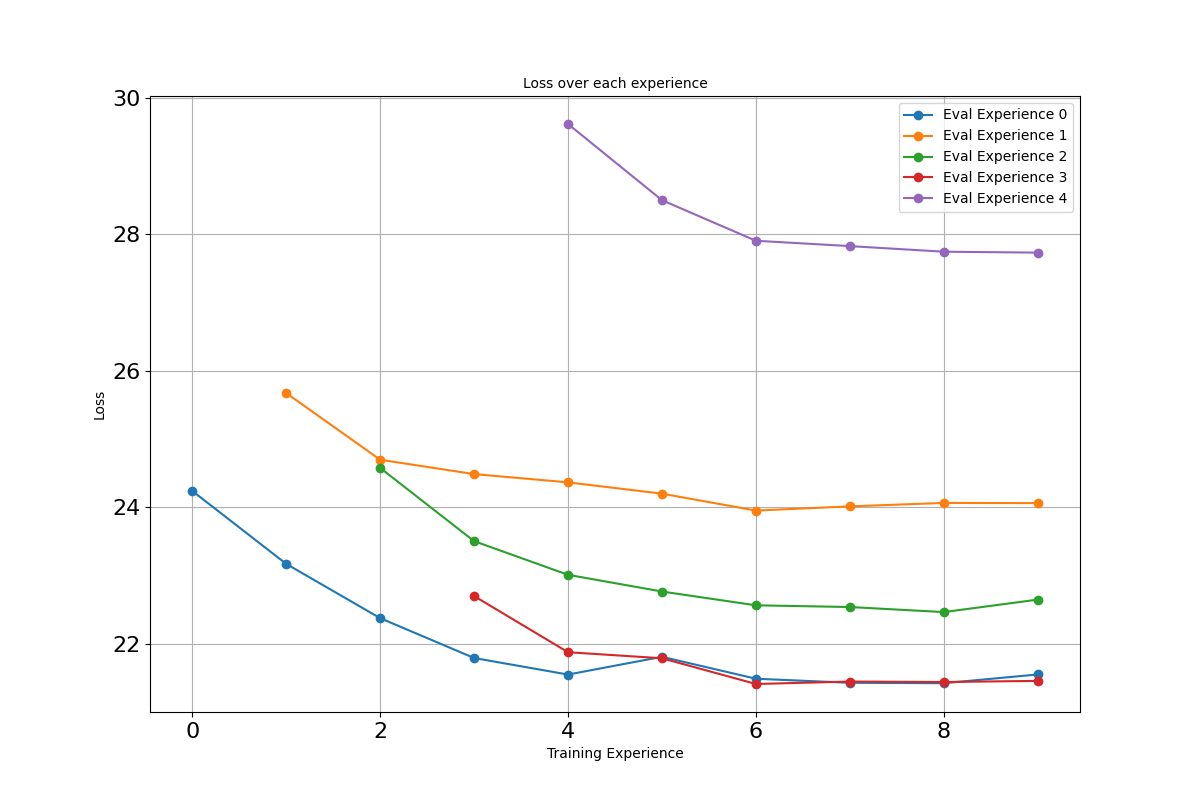 Loss over each experience
30
28
26
24
22
Loss
0 2 4 6 8
Training Experience
Eval Experience 0
Eval Experience 1
Eval Experience 2
Eval Experience 3
Eval Experience 4